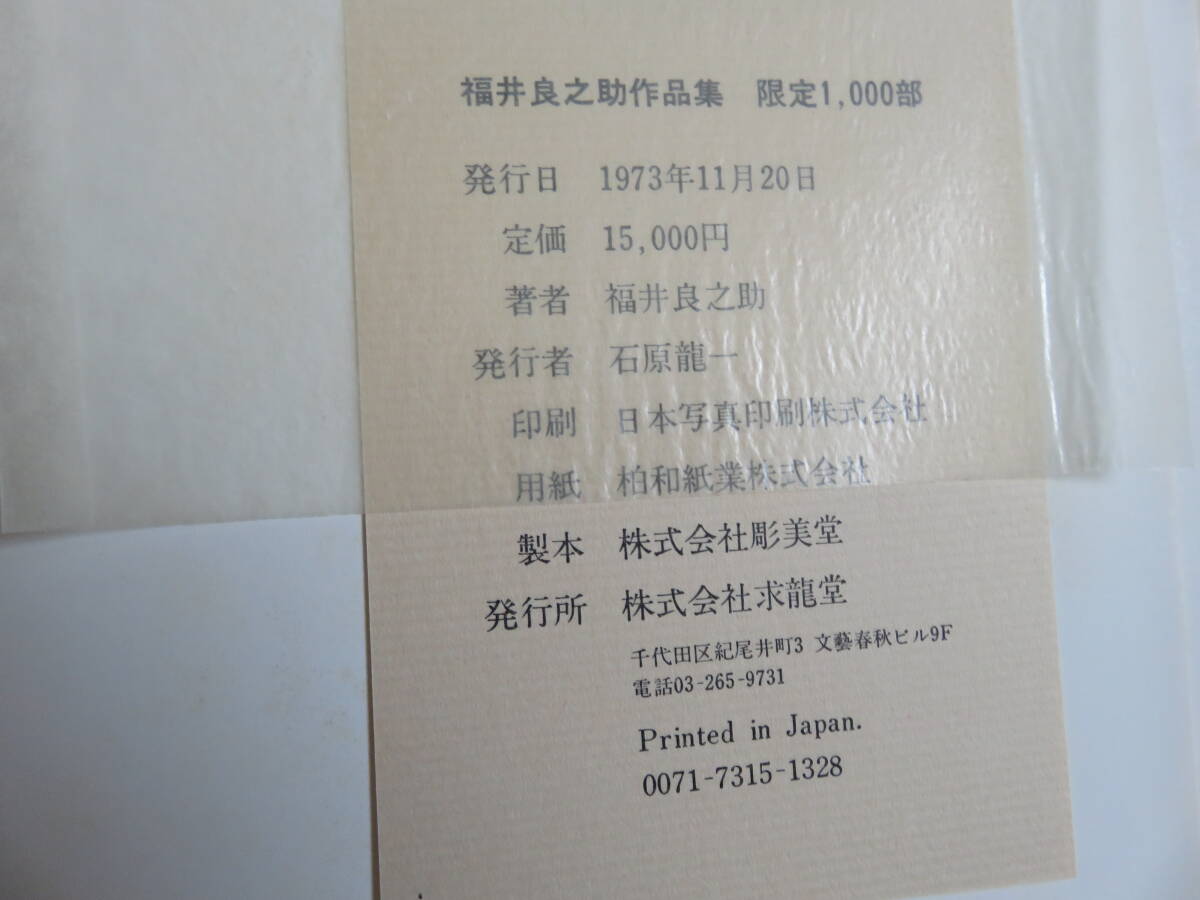 福井良之助作品集　限定1,000部
発行日　1973年11月20日
定価　15,000円
著者　福井良之助
発行者　石原龍一
印刷　日本写真印刷株式会社
用紙　柏和紙業株式会社
製本　株式会社彫美堂
発行所　株式会社求龍堂
千代田区紀尾井町3 文藝春秋ビル9F
電話03-265-9731
Printed in Japan.
0071-7315-1328